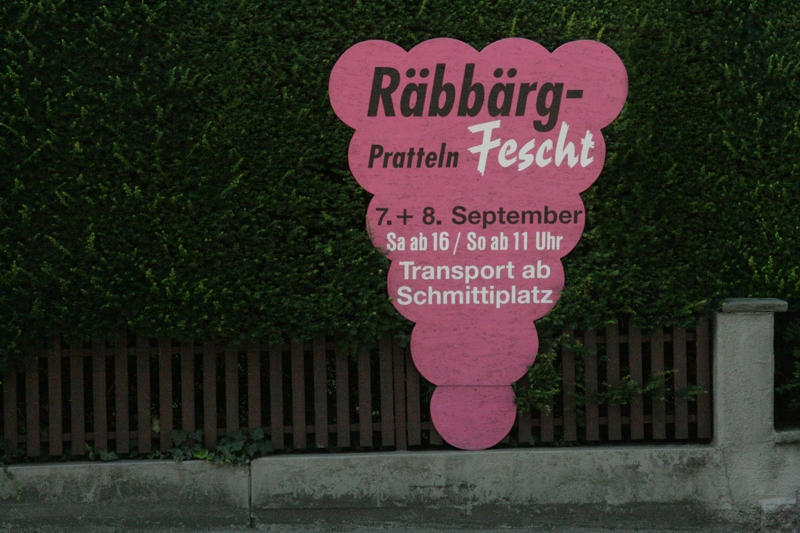 Räbbärg-
Pratteln Fescht
7. + 8. September
Sa ab 16 / So ab 11 Uhr
Transport ab
Schmittiplatz